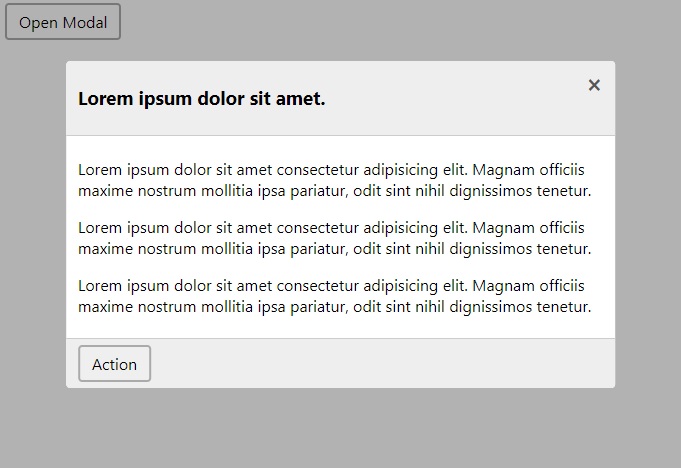 Open Modal
×
Lorem ipsum dolor sit amet.
Lorem ipsum dolor sit amet consectetur adipisicing elit. Magnam officiis
maxime nostrum mollitia ipsa pariatur, odit sint nihil dignissimos tenetur.
Lorem ipsum dolor sit amet consectetur adipisicing elit. Magnam officiis
maxime nostrum mollitia ipsa pariatur, odit sint nihil dignissimos tenetur.
Lorem ipsum dolor sit amet consectetur adipisicing elit. Magnam officiis
maxime nostrum mollitia ipsa pariatur, odit sint nihil dignissimos tenetur.
Action